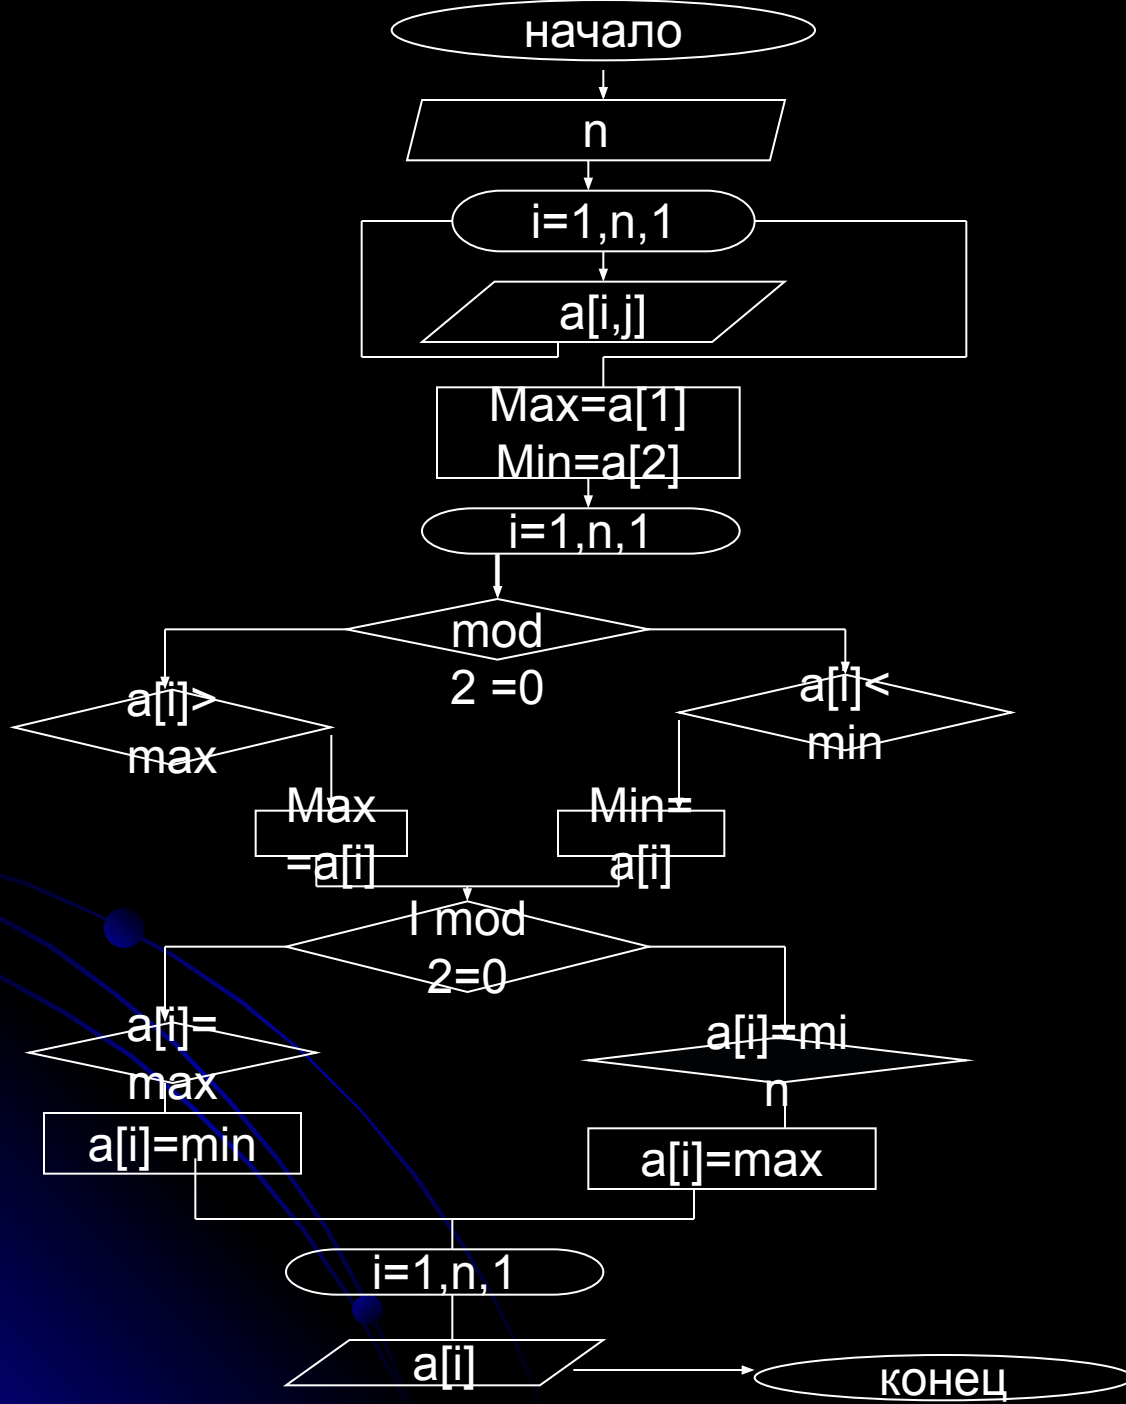 начало
n
i=1,n,1
a[i,j]
Max=a[1]
Min=a[2]
i=1,n,1
mod
2 =0
a[i]>
max
a[i]<
min
Max
=a[i]
Min=
a[i]
I mod
2=0
a[i]=
max
a[i]=mi
n
a[i]=min
a[i]=max
i=1,n,1
a[i]
конец